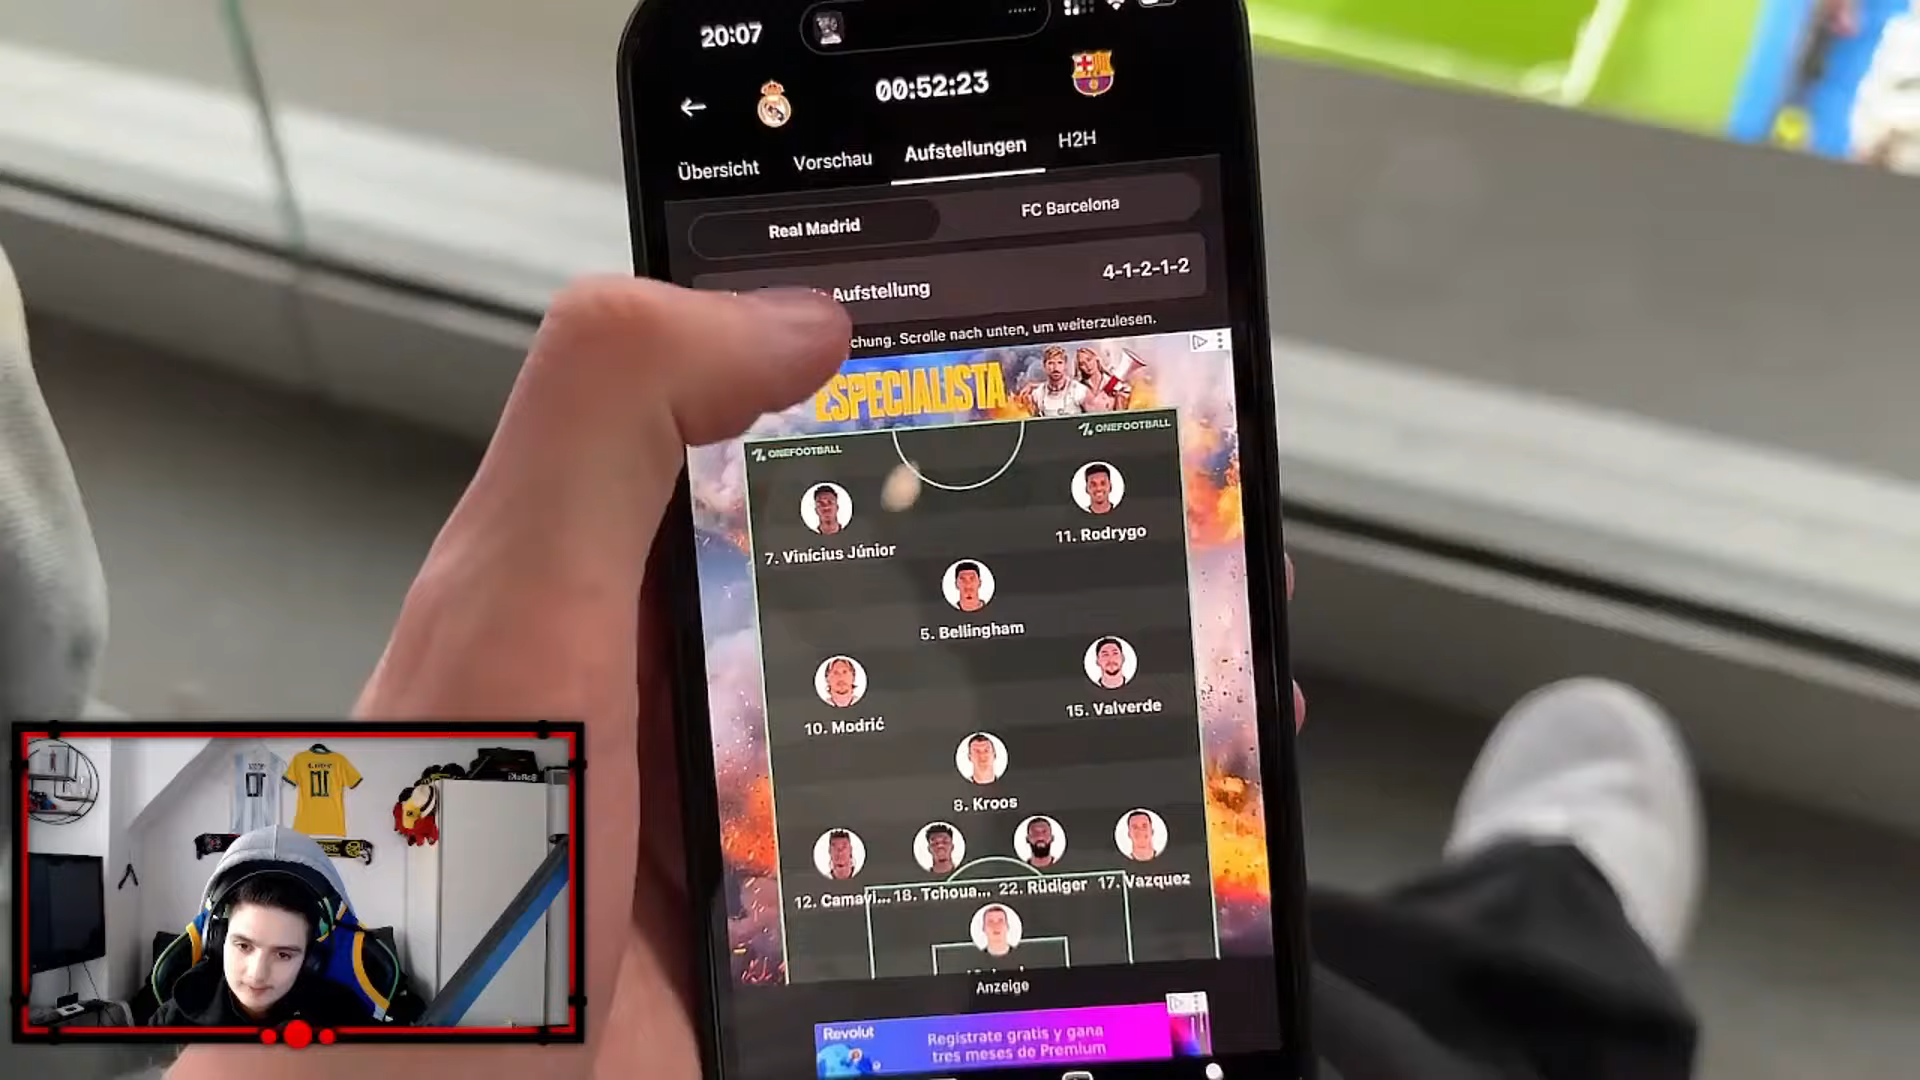 20:07
00:52:23
Übersicht Vorschau Aufstellungen H2H
Real Madrid FC Barcelona
Aufstellung 4-1-2-1-2
chung. Scrolle nach unten, um weiterzulesen.
ESPECIALISTA
ONEFOOTBALL ONEFOOTBALL
7. Vinícius Júnior 11. Rodrygo
5. Bellingham
10. Modrić 15. Valverde
8. Kroos
12. Camavi... 18. Tchoua... 22. Rüdiger 17. Vazquez
Anzeige
Revolut Regístrate gratis y gana
tres meses de Premium